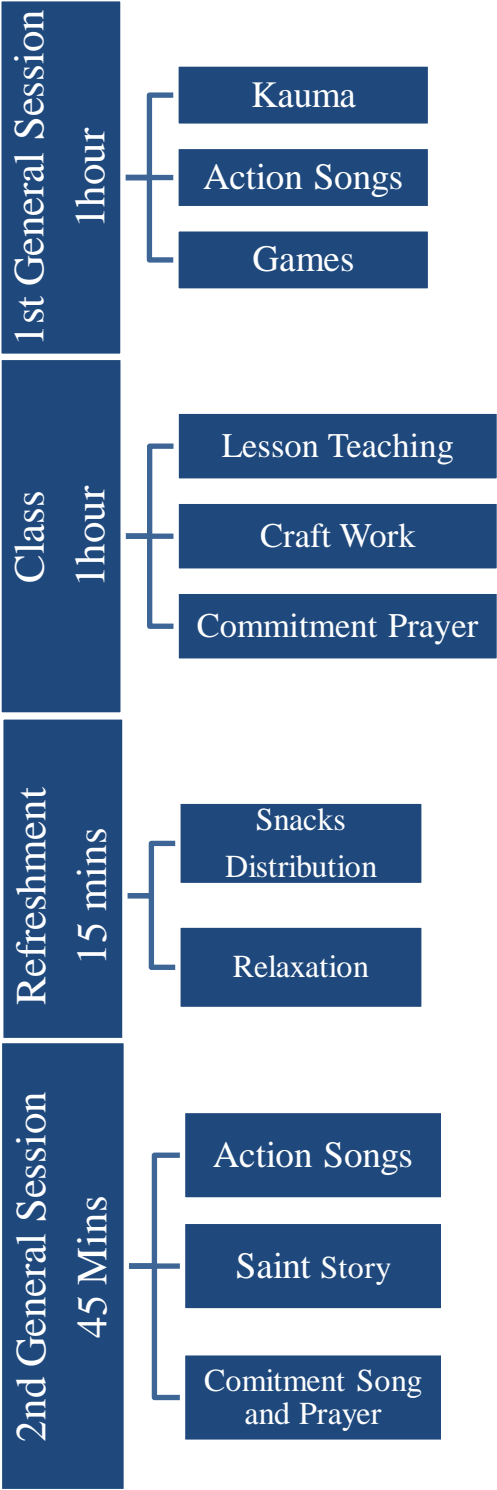 1st General Session
1hour
Kauma
Action Songs
Games
Class
1hour
Lesson Teaching
Craft Work
Commitment Prayer
Refreshment
15 mins
Snacks
Distribution
Relaxation
2nd General Session
45 Mins
Action Songs
Saint Story
Comitment Song
and Prayer